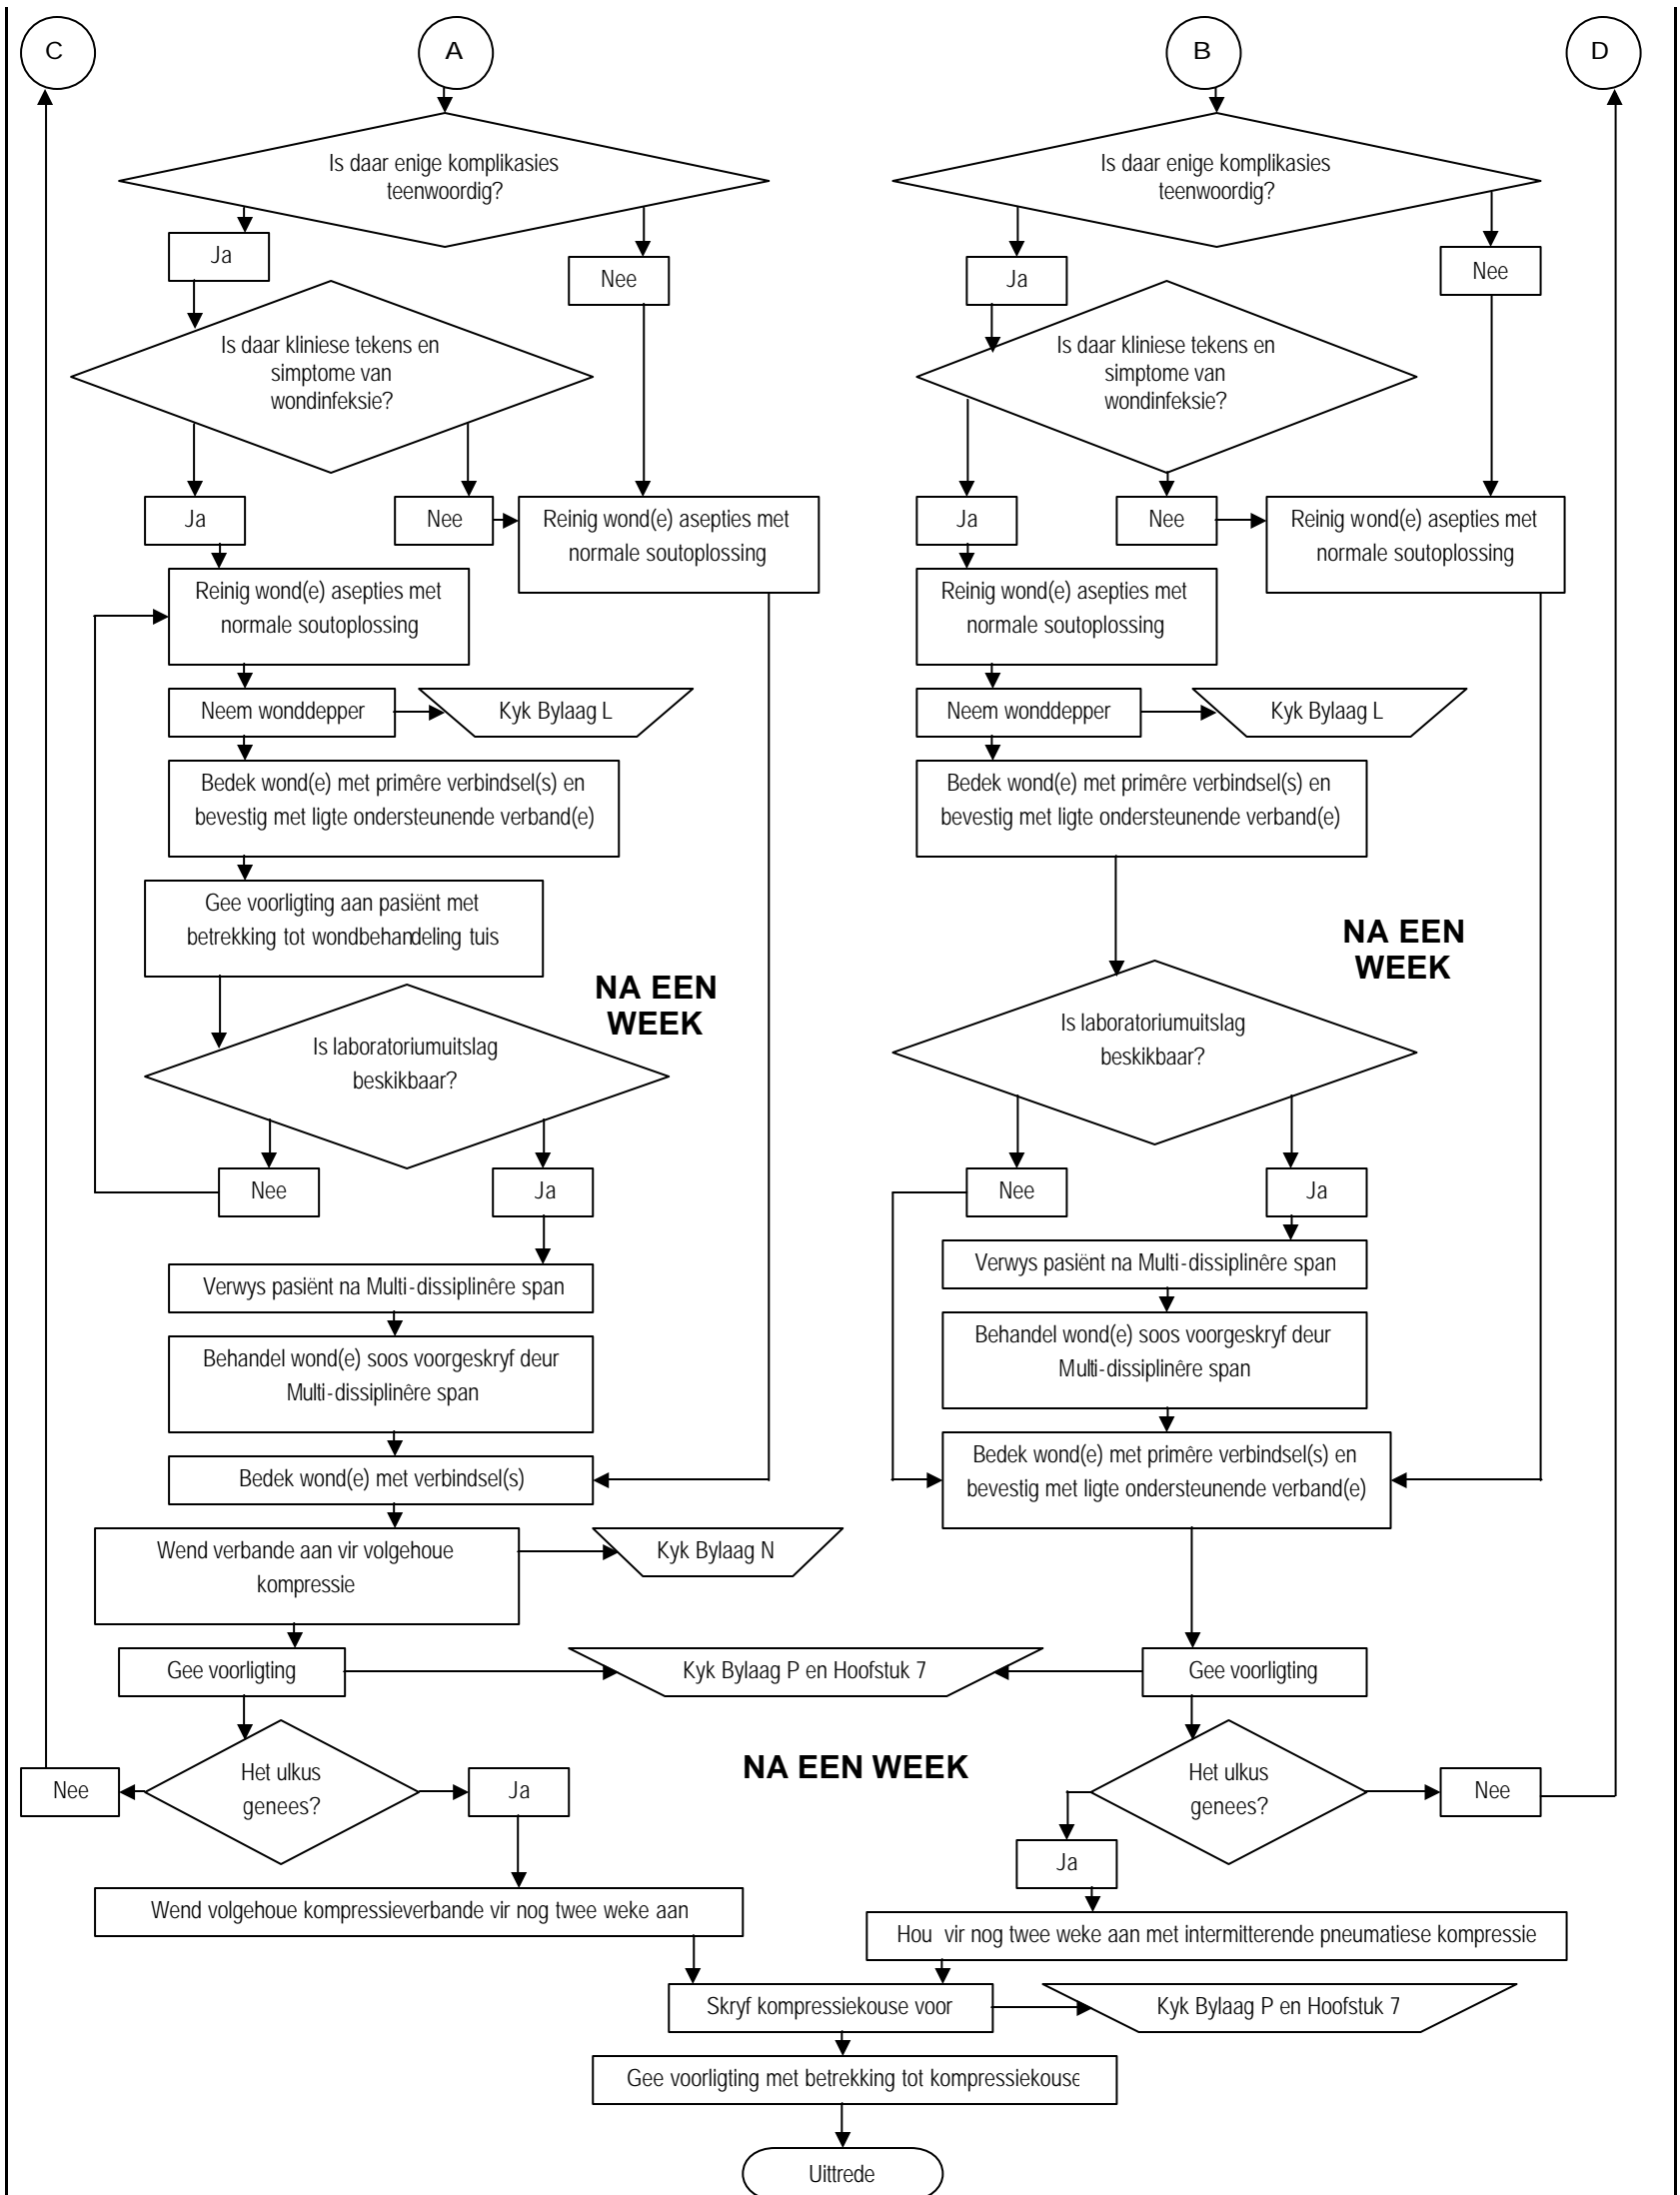 C
A
B
D
Is daar enige komplikasies
teenwoordig?
Is daar enige komplikasies
teenwoordig?
Ja
Nee
Ja
Nee
Is daar kliniese tekens en
simptome van
wondinfeksie?
Is daar kliniese tekens en
simptome van
wondinfeksie?
Ja
Nee
Reinig wond(e) asepties met
normale soutoplossing
Ja
Nee
Reinig wond(e) asepties met
normale soutoplossing
Reinig wond(e) asepties met
normale soutoplossing
Reinig wond(e) asepties met
normale soutoplossing
Neem wonddepper
Kyk Bylaag L
Neem wonddepper
Kyk Bylaag L
Bedek wond(e) met primêre verbindsel(s) en
bevestig met ligte ondersteunende verband(e)
Bedek wond(e) met primêre verbindsel(s) en
bevestig met ligte ondersteunende verband(e)
Gee voorligting aan pasiënt met
betrekking tot wondbehandeling tuis
NA EEN
WEEK
NA EEN
WEEK
Is laboratoriumuitslag
beskikbaar?
Is laboratoriumuitslag
beskikbaar?
Nee
Ja
Nee
Ja
Verwys pasiënt na Multi-dissiplinêre span
Verwys pasiënt na Multi-dissiplinêre span
Behandel wond(e) soos voorgeskryf deur
Multi-dissiplinêre span
Behandel wond(e) soos voorgeskryf deur
Multi-dissiplinêre span
Bedek wond(e) met verbindsel(s)
Bedek wond(e) met primêre verbindsel(s) en
bevestig met ligte ondersteunende verband(e)
Wend verbande aan vir volgehoue
kompressie
Kyk Bylaag N
Gee voorligting
Kyk Bylaag P en Hoofstuk 7
Gee voorligting
NA EEN WEEK
Nee
Het ulkus
genees?
Ja
Het ulkus
genees?
Nee
Ja
Wend volgehoue kompressieverbande vir nog twee weke aan
Hou vir nog twee weke aan met intermitterende pneumatiese kompressie
Skryf kompressiekouse voor
Kyk Bylaag P en Hoofstuk 7
Gee voorligting met betrekking tot kompressiekouse
Uittrede